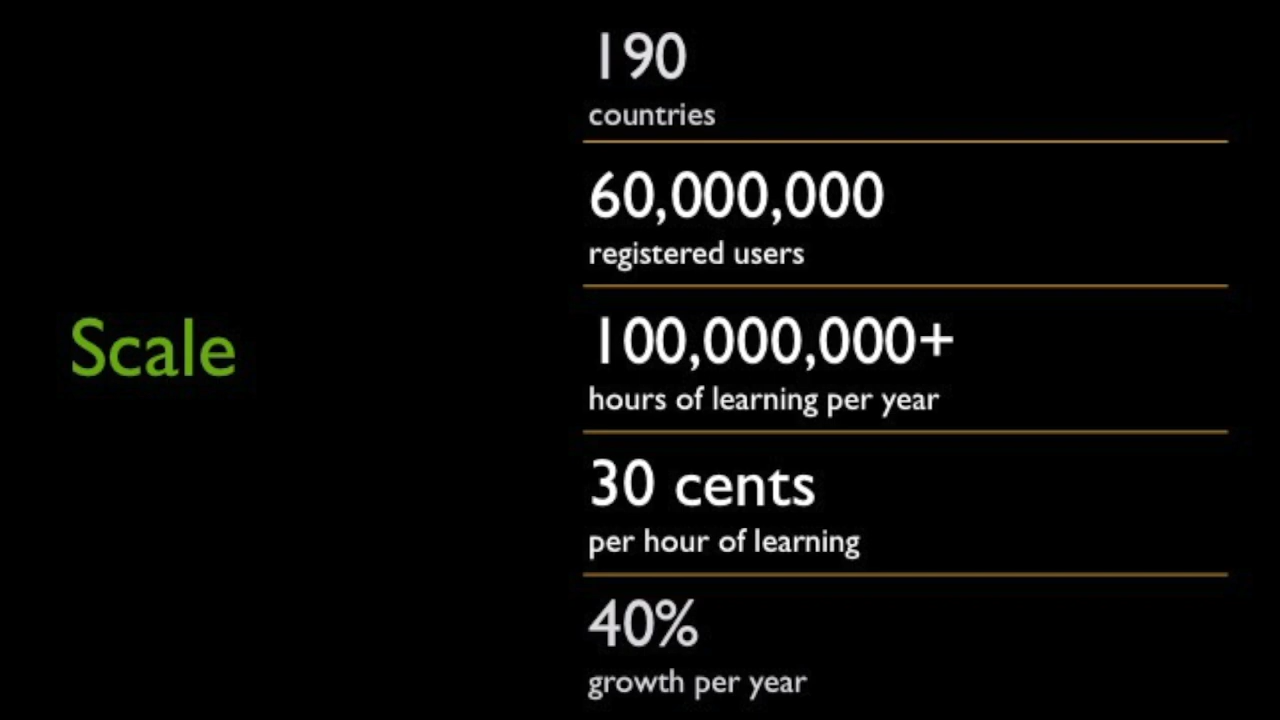 Scale
190
countries
60,000,000
registered users
100,000,000+
hours of learning per year
30 cents
per hour of learning
40%
growth per year